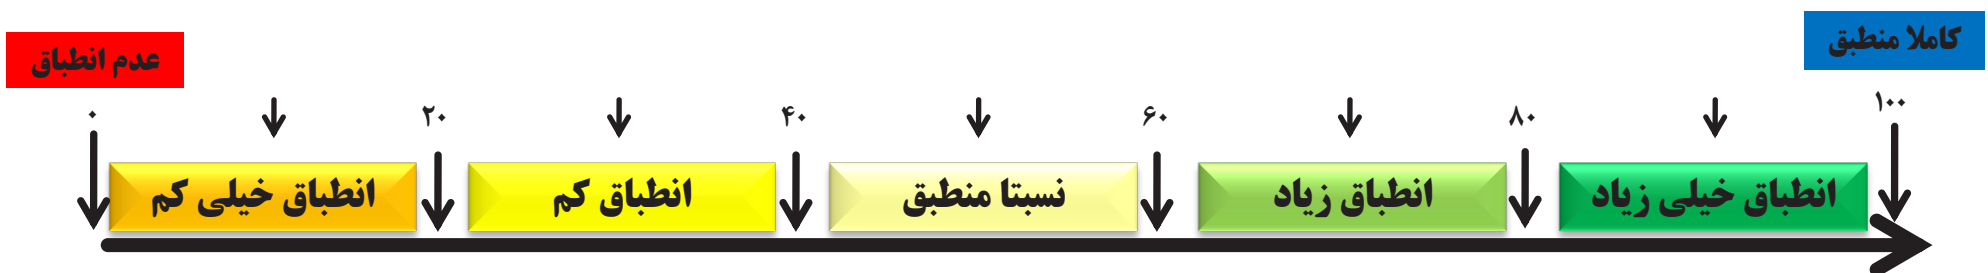 کاملا منطبق
عدم انطباق
۰ ۲۰ ۴۰ ۶۰ ۸۰ ۱۰۰
انطباق خیلی کم
انطباق کم
نسبتا منطبق
انطباق زیاد
انطباق خیلی زیاد